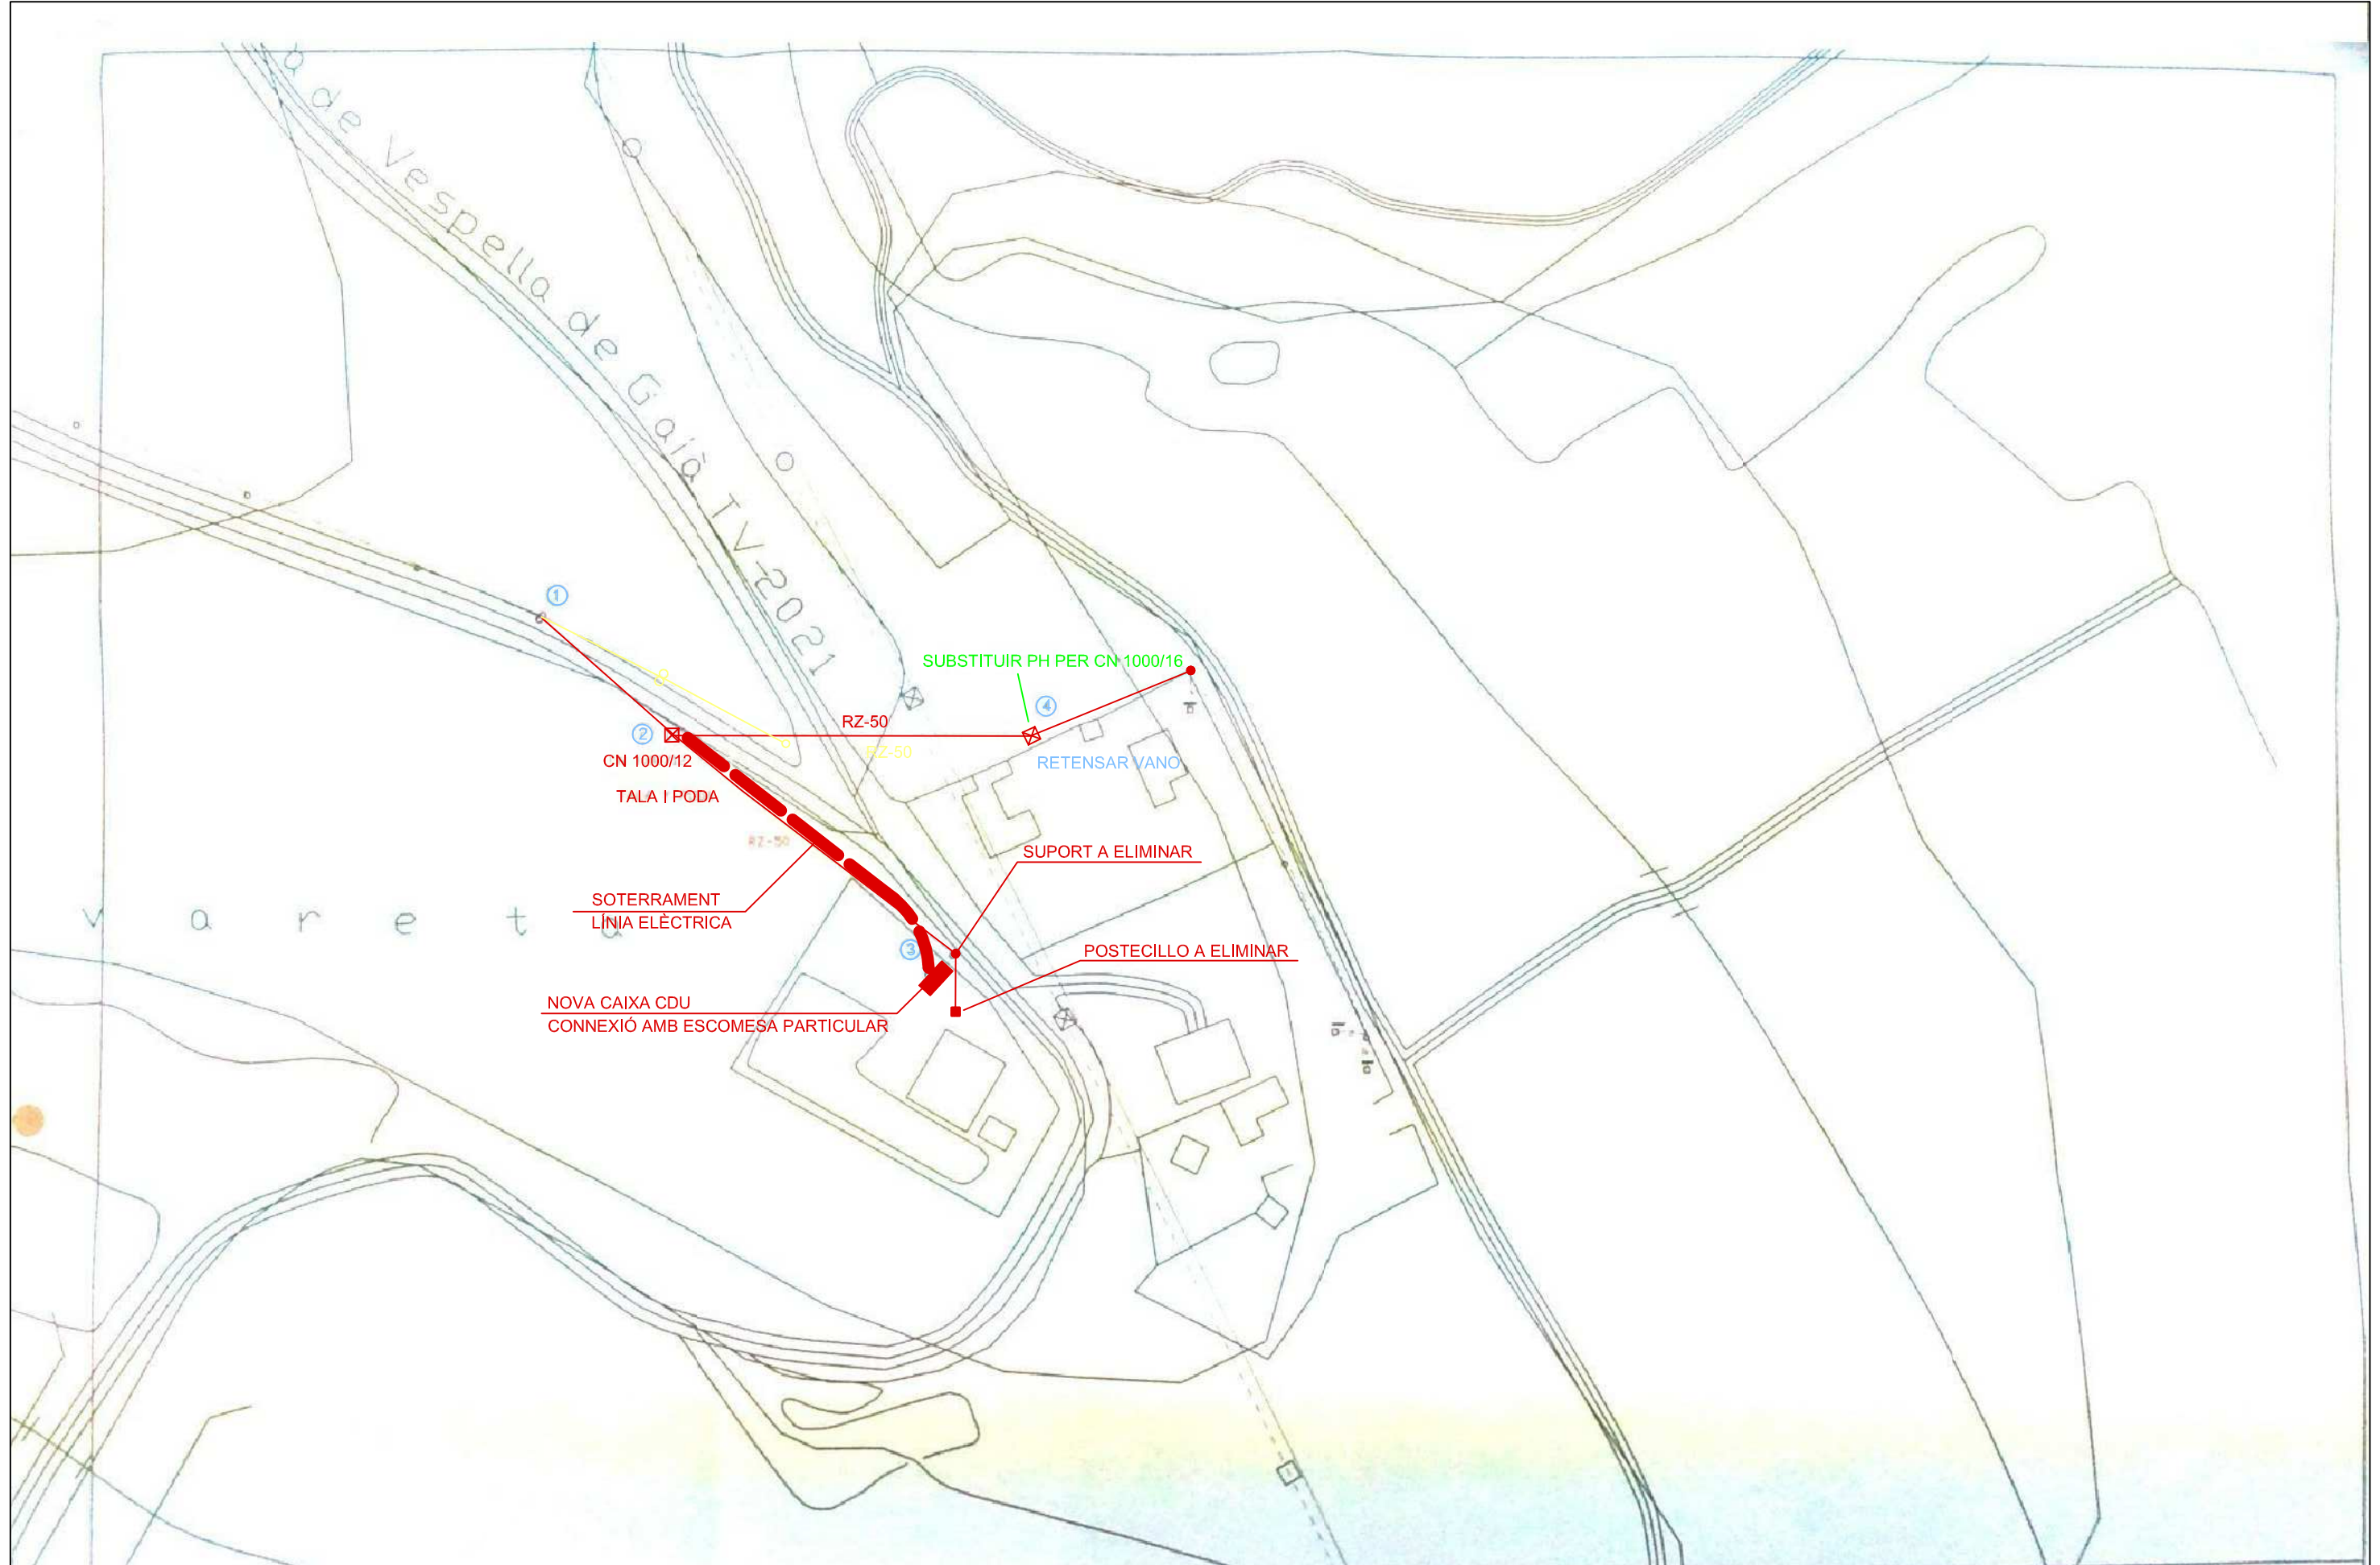 a de Vespella de Gaià TV-2021
①
SUBSTITUIR PH PER CN 1000/16
④
RZ-50
②
RZ-50
CN 1000/12
RETENSAR VANO
TALA I PODA
RZ-50
SUPORT A ELIMINAR
SOTERRAMENT
LÍNIA ELÈCTRICA
v a r e t a
③
POSTECILLO A ELIMINAR
NOVA CAIXA CDU
CONNEXIÓ AMB ESCOMESA PARTICULAR